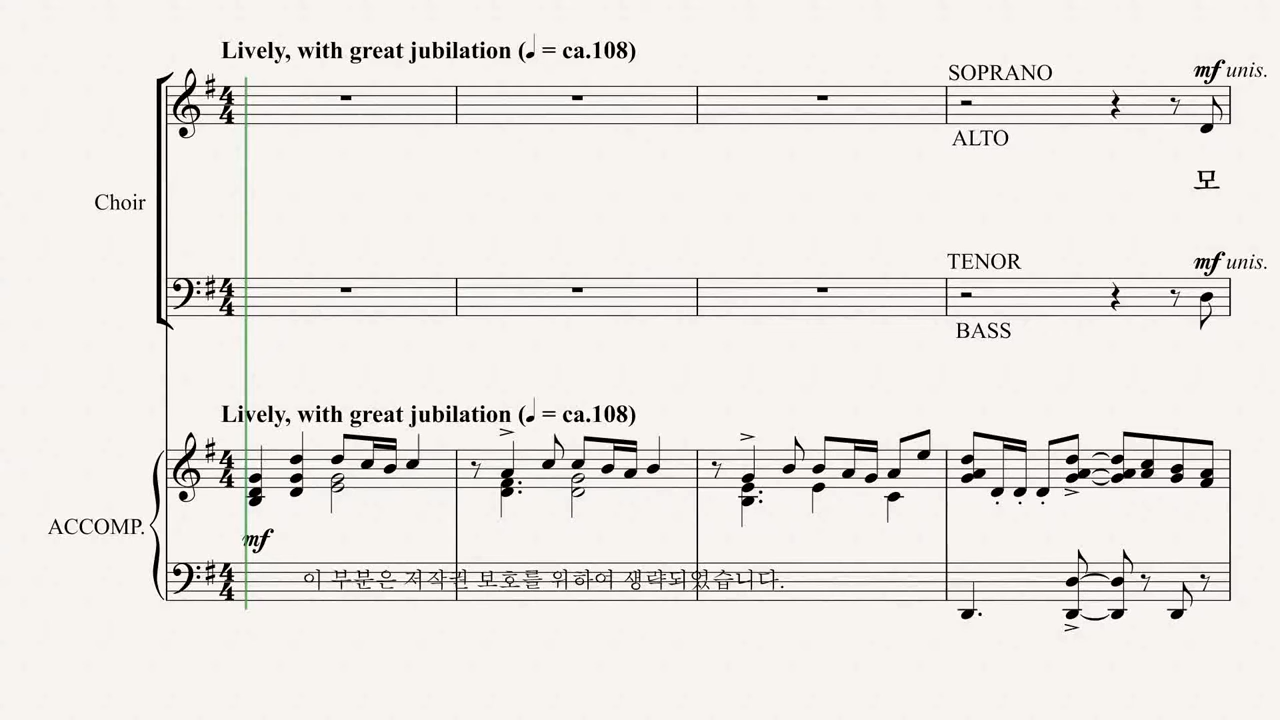 Lively, with great jubilation (♩ = ca.108)
SOPRANO
mf unis.
ALTO
모
Choir
TENOR
mf unis.
BASS
Lively, with great jubilation (♩ = ca.108)
ACCOMP.
mf
이 부분은 저작권 보호를 위하여 생략되었습니다.